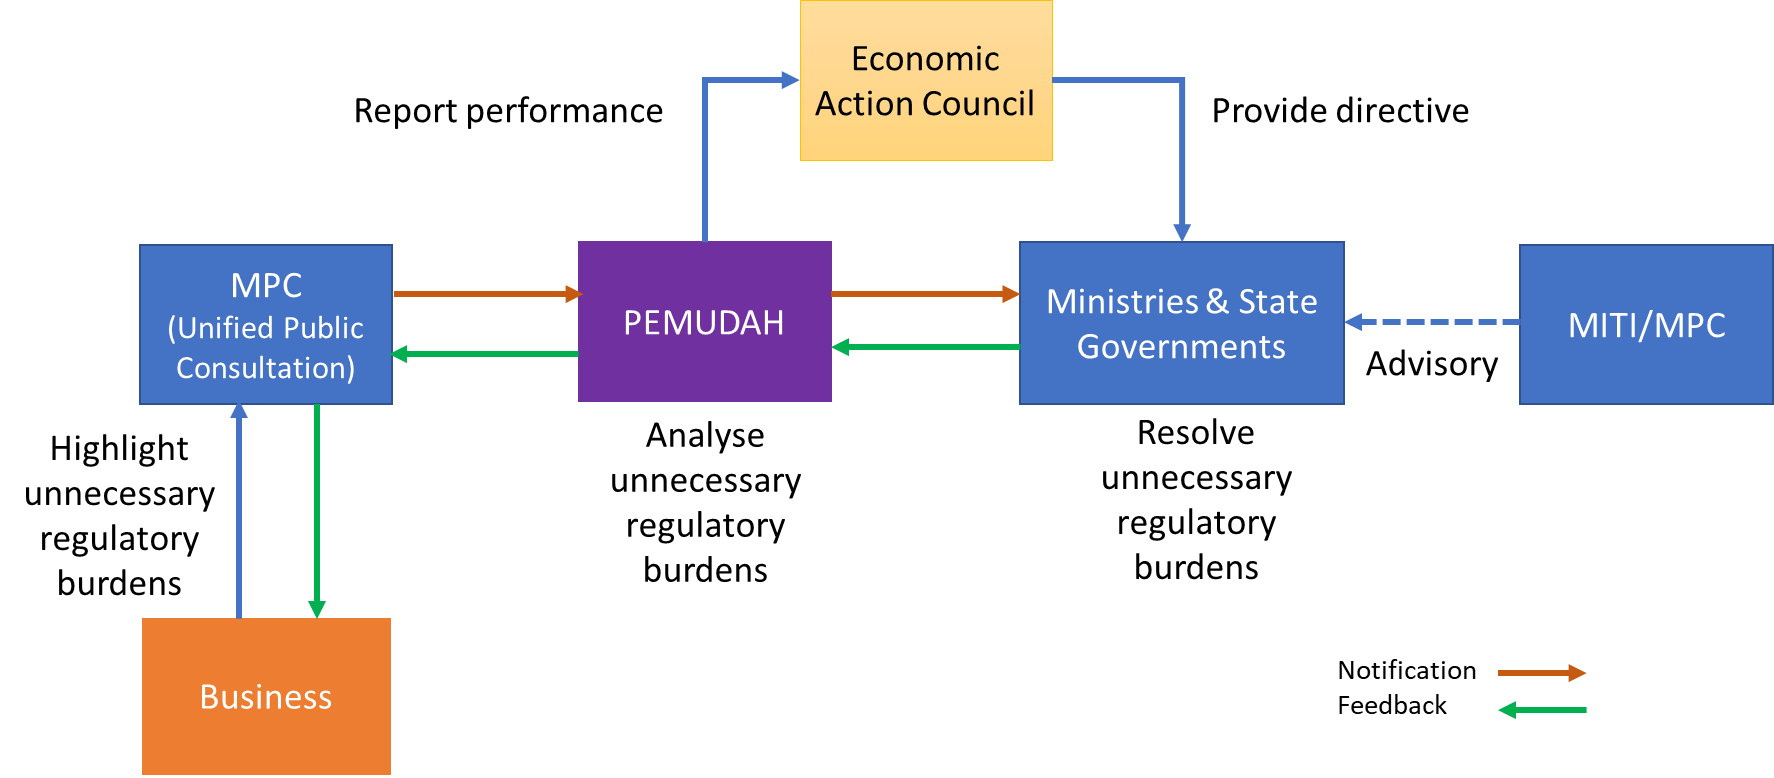 Economic
Action Council
Report performance
Provide directive
MPC
(Unified Public
Consultation)
PEMUDAH
Ministries & State
Governments
MITI/MPC
Advisory
Highlight
unnecessary
regulatory
burdens
Analyse
unnecessary
regulatory
burdens
Resolve
unnecessary
regulatory
burdens
Business
Notification
Feedback